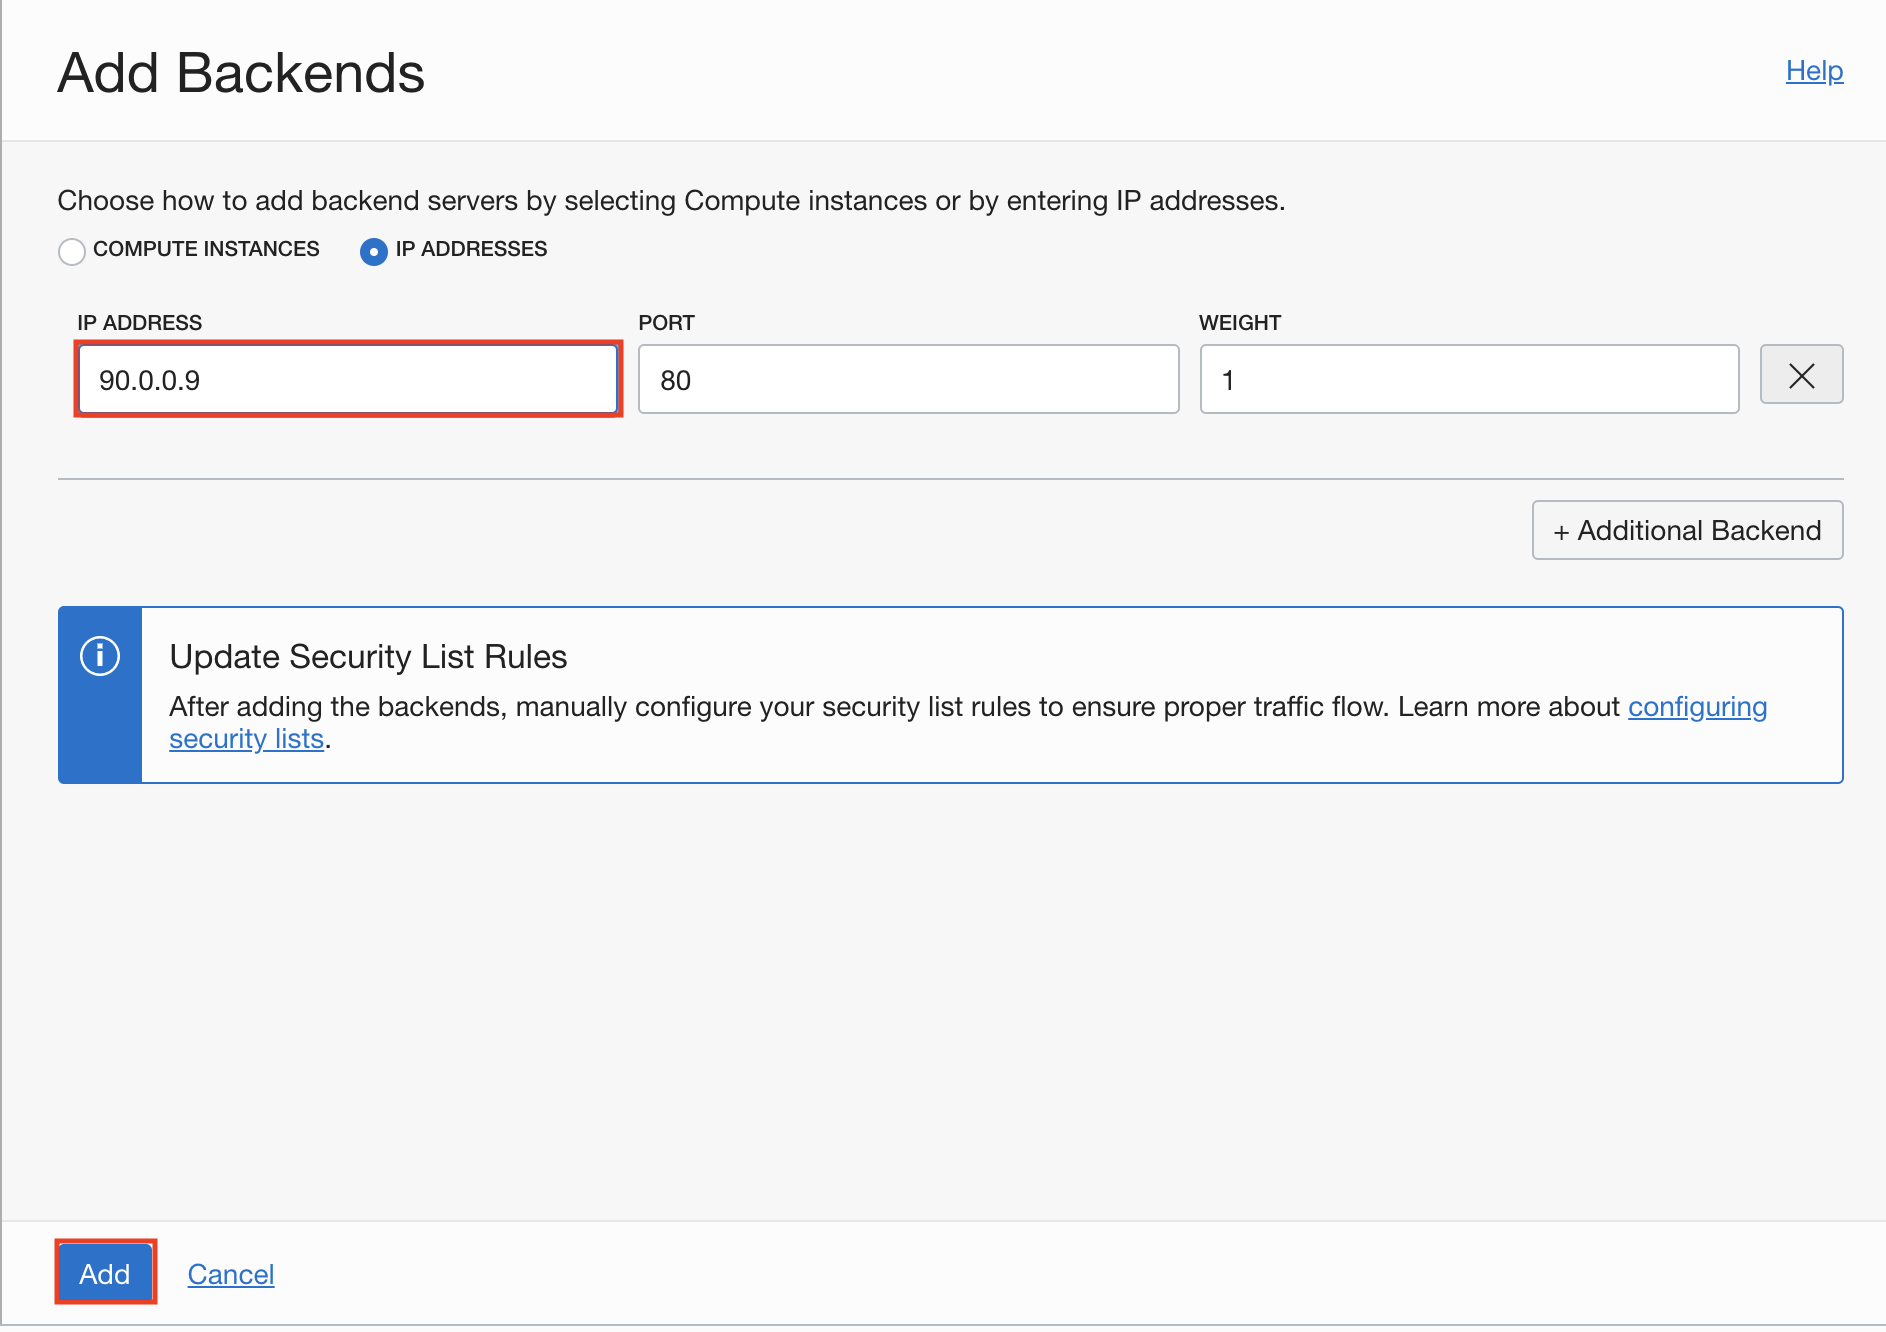 Add Backends
Help
Choose how to add backend servers by selecting Compute instances or by entering IP addresses.
COMPUTE INSTANCES
IP ADDRESSES
IP ADDRESS
PORT
WEIGHT
90.0.0.9
80
1
+ Additional Backend
Update Security List Rules
After adding the backends, manually configure your security list rules to ensure proper traffic flow. Learn more about configuring
security lists.
Add
Cancel